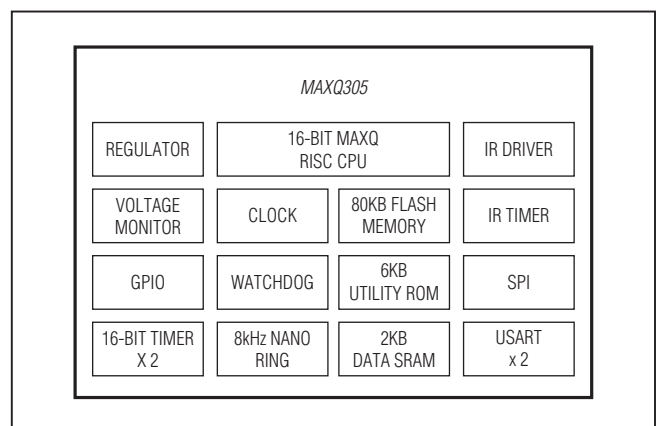 MAXQ305
REGULATOR
16-BIT MAXQ
RISC CPU
IR DRIVER
VOLTAGE
MONITOR
CLOCK
80KB FLASH
MEMORY
IR TIMER
GPIO
WATCHDOG
6KB
UTILITY ROM
SPI
16-BIT TIMER
X 2
8kHz NANO
RING
2KB
DATA SRAM
USART
x 2